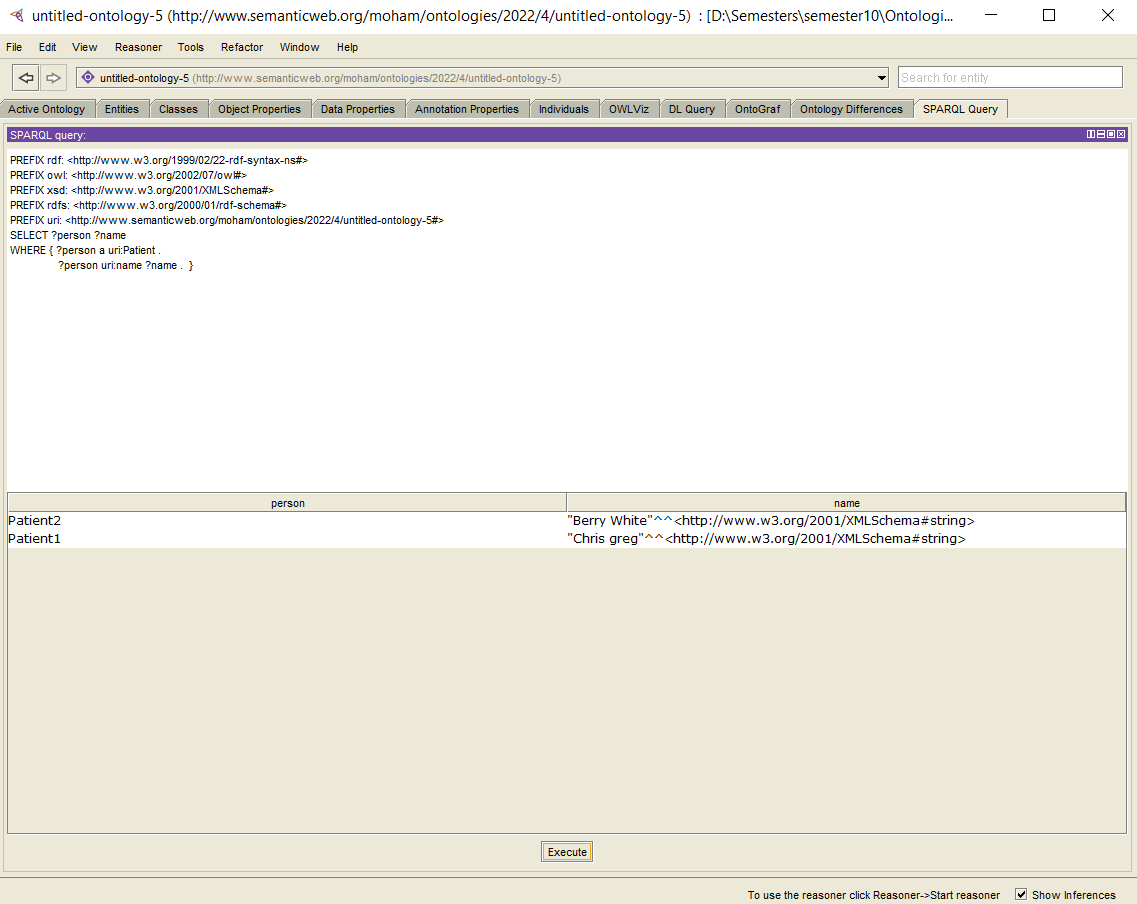 untitled-ontology-5 (http://www.semanticweb.org/moham/ontologies/2022/4/untitled-ontology-5) : [D:\Semesters\semester10\Ontologi...
File Edit View Reasoner Tools Refactor Window Help
untitled-ontology-5 (http://www.semanticweb.org/moham/ontologies/2022/4/untitled-ontology-5) Search for entity
Active Ontology Entities Classes Object Properties Data Properties Annotation Properties Individuals OWLViz DL Query OntoGraf Ontology Differences SPARQL Query
SPARQL query:
PREFIX rdf: <http://www.w3.org/1999/02/22-rdf-syntax-ns#>
PREFIX owl: <http://www.w3.org/2002/07/owl#>
PREFIX xsd: <http://www.w3.org/2001/XMLSchema#>
PREFIX rdfs: <http://www.w3.org/2000/01/rdf-schema#>
PREFIX uri: <http://www.semanticweb.org/moham/ontologies/2022/4/untitled-ontology-5#>
SELECT ?person ?name
WHERE { ?person a uri:Patient .
?person uri:name ?name . }
person name
Patient2 "Berry White"^^<http://www.w3.org/2001/XMLSchema#string>
Patient1 "Chris greg"^^<http://www.w3.org/2001/XMLSchema#string>
Execute
To use the reasoner click Reasoner->Start reasoner Show Inferences